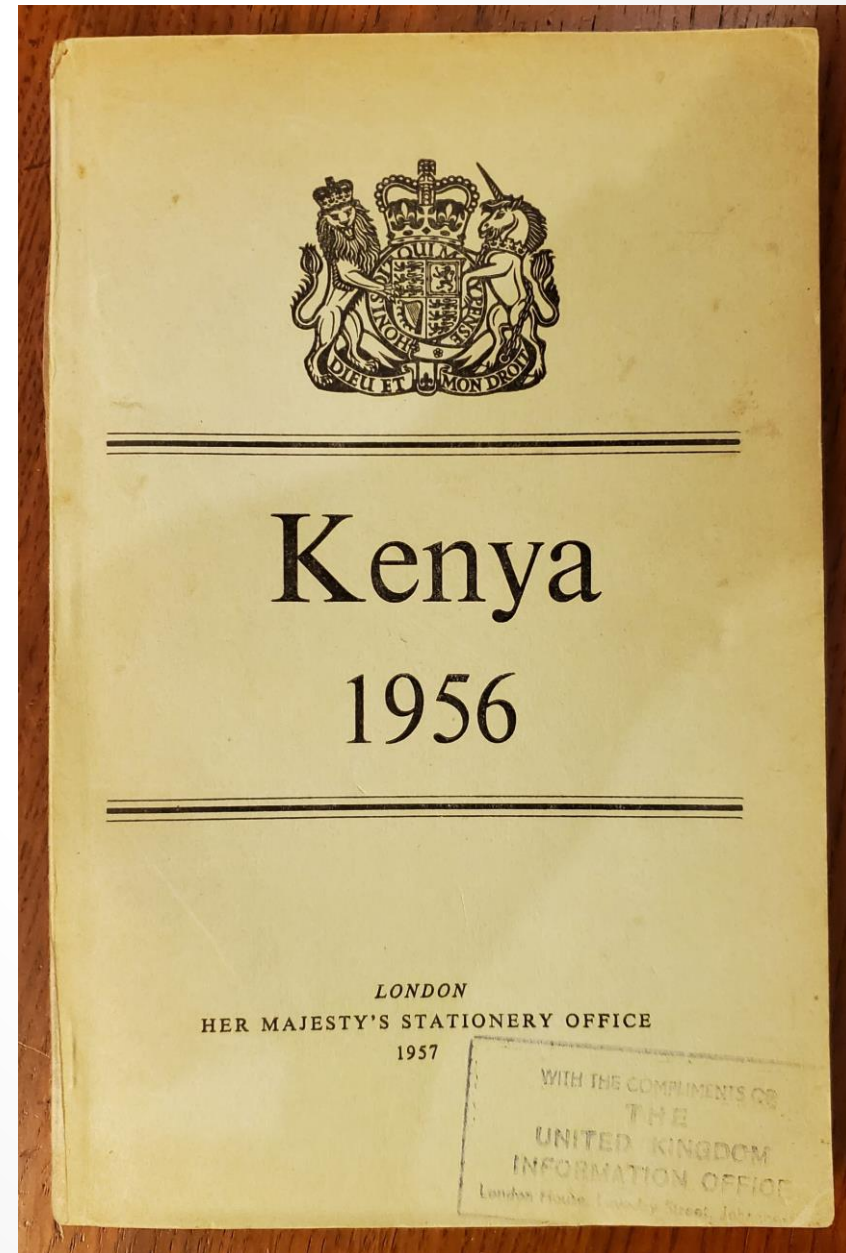 HONI SOIT QUI MAL Y PENSE
DIEU ET MON DROIT
Kenya
1956
LONDON
HER MAJESTY'S STATIONERY OFFICE
1957
WITH THE COMPLIMENTS OF
THE
UNITED KINGDOM
INFORMATION OFFICE
London House, Street,